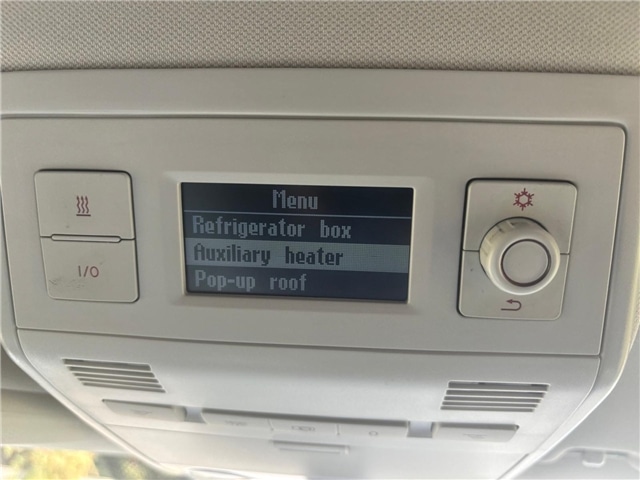 Menu
Refrigerator box
Auxiliary heater
Pop-up roof
I/O